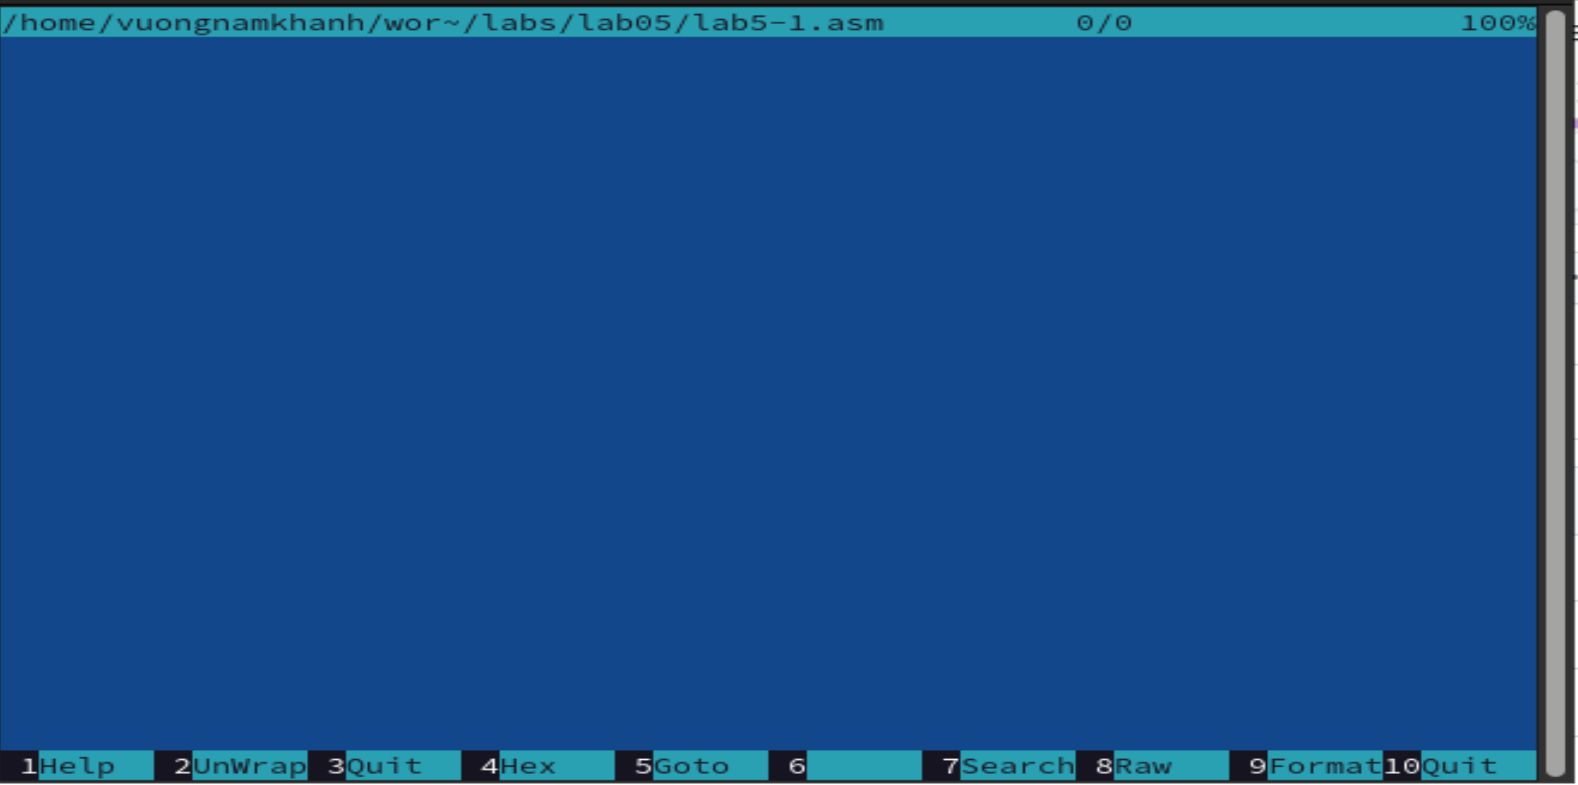 /home/vuongnamkhanh/wor~/labs/lab05/lab5-1.asm 0/0 100%
1Help 2UnWrap 3Quit 4Hex 5Goto 6 7Search 8Raw 9Format 10Quit